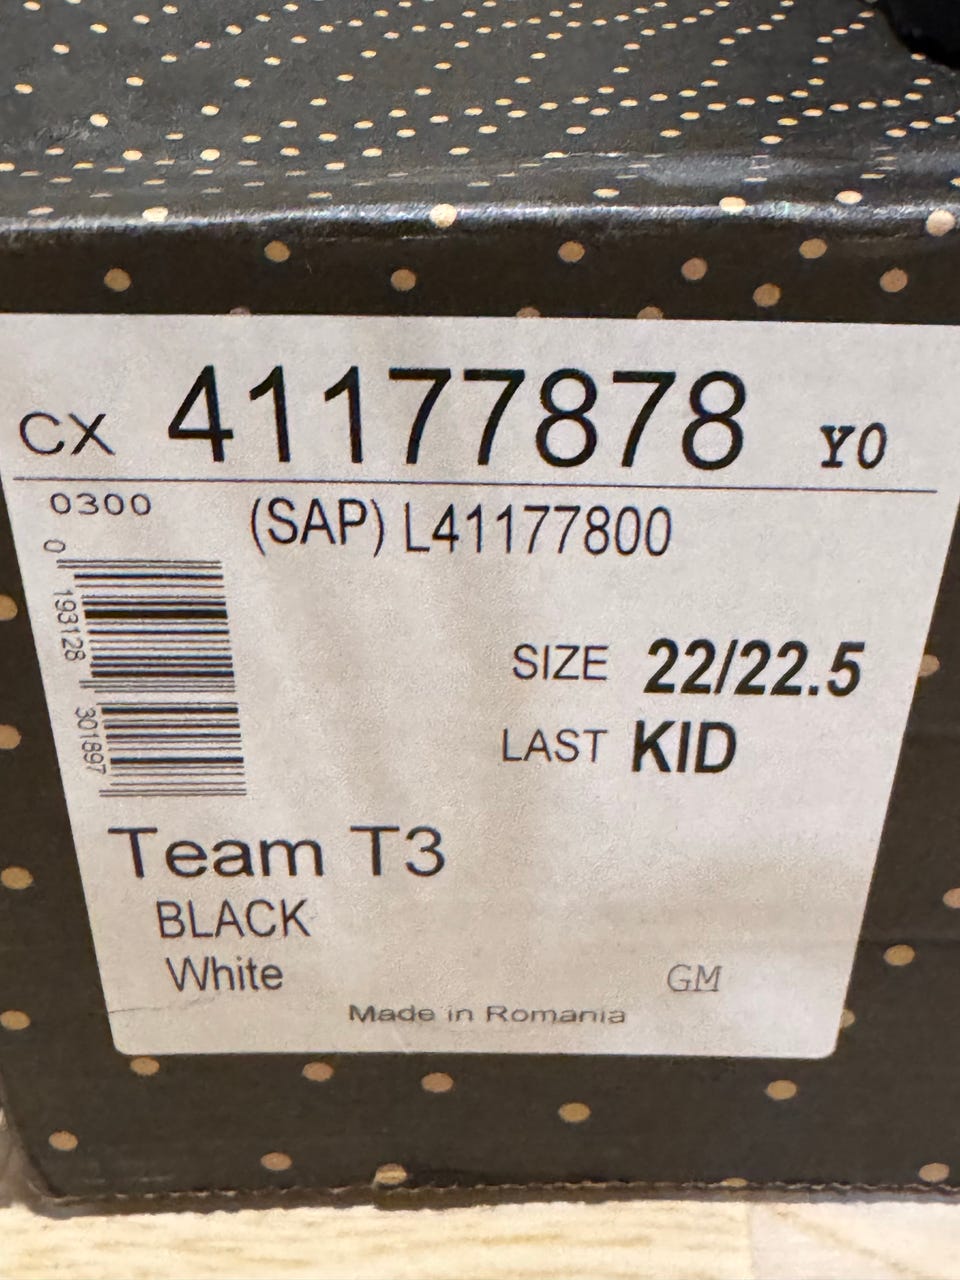 CX 41177878 YO
0300
(SAP) L41177800
0 193128 301897
SIZE 22/22.5
LAST KID
Team T3
BLACK
White
GM
Made in Romania